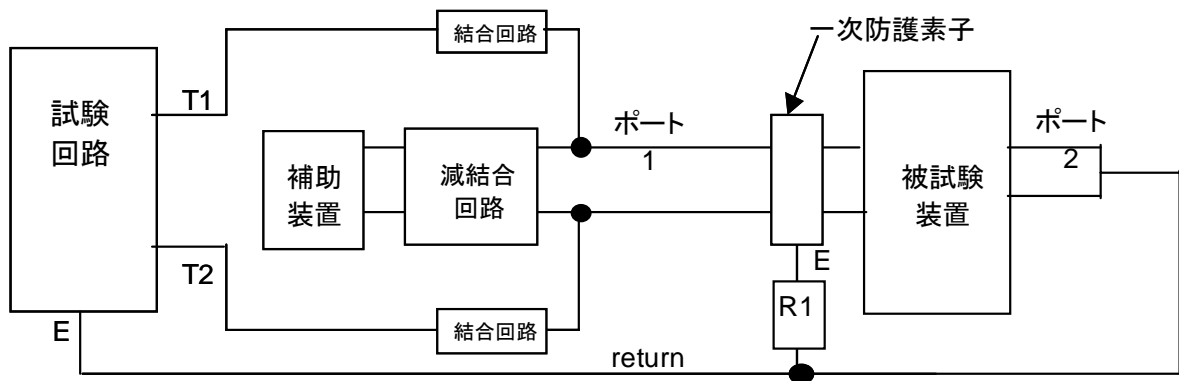 結合回路
一次防護素子
試験
回路
T1
ポート
1
ポート
2
補助
装置
減結合
回路
被試験
装置
T2
E
R1
結合回路
E
return